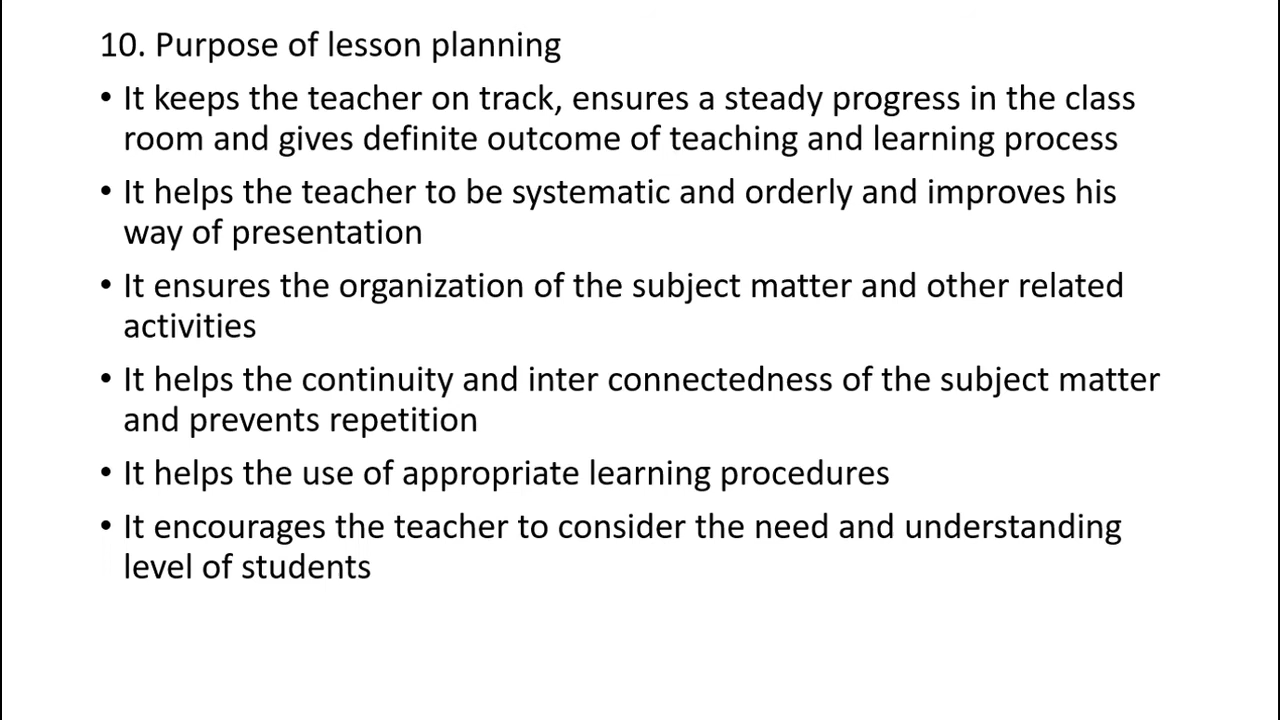 10. Purpose of lesson planning
• It keeps the teacher on track, ensures a steady progress in the class
room and gives definite outcome of teaching and learning process
• It helps the teacher to be systematic and orderly and improves his
way of presentation
• It ensures the organization of the subject matter and other related
activities
• It helps the continuity and inter connectedness of the subject matter
and prevents repetition
• It helps the use of appropriate learning procedures
• It encourages the teacher to consider the need and understanding
level of students